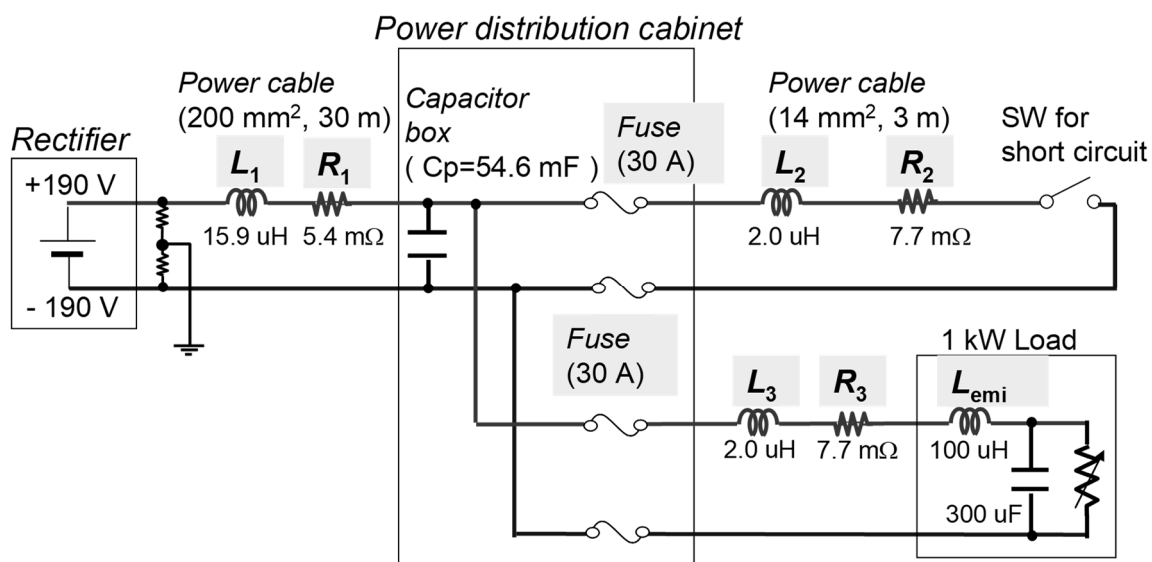 Power distribution cabinet
Power cable
(200 mm², 30 m)
Capacitor
box
( Cp=54.6 mF )
Fuse
(30 A)
Power cable
(14 mm², 3 m)
SW for
short circuit
Rectifier
+190 V
- 190 V
L₁
R₁
15.9 uH
5.4 mΩ
L₂
R₂
2.0 uH
7.7 mΩ
Fuse
(30 A)
1 kW Load
L₃
R₃
Lemi
2.0 uH
7.7 mΩ
100 uH
300 uF